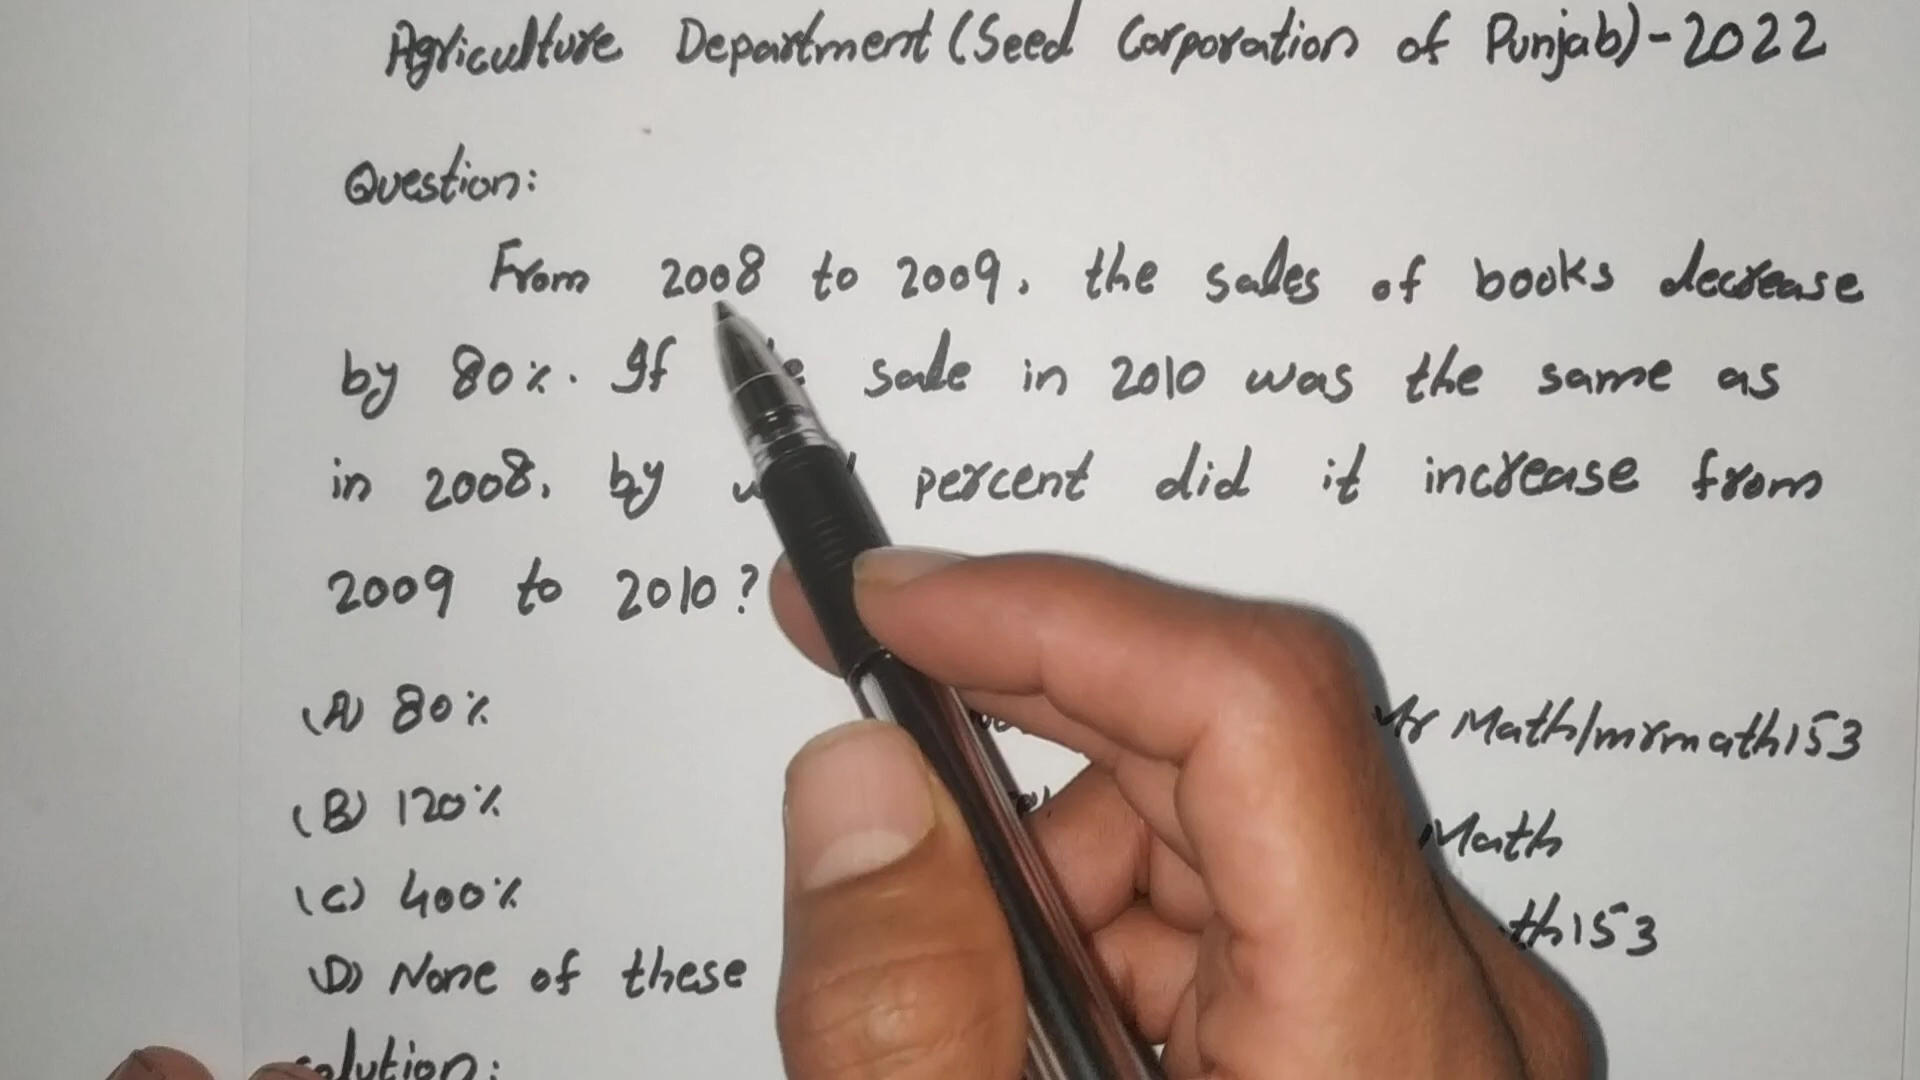 Agriculture Department (Seed Corporation of Punjab) - 2022
Question:
From 2008 to 2009, the sales of books decrease
by 80%. If sale in 2010 was the same as
in 2008, by percent did it increase from
2009 to 2010?
(A) 80%
Math/mrmath153
(B) 120%
Math
(C) 400%
th153
(D) None of these
solution: